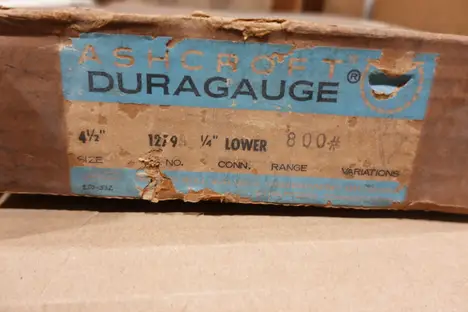 ASHCROFT
DURAGAUGE®
4½" 1279 ¼" LOWER 800#
SIZE NO. CONN. RANGE VARIATIONS